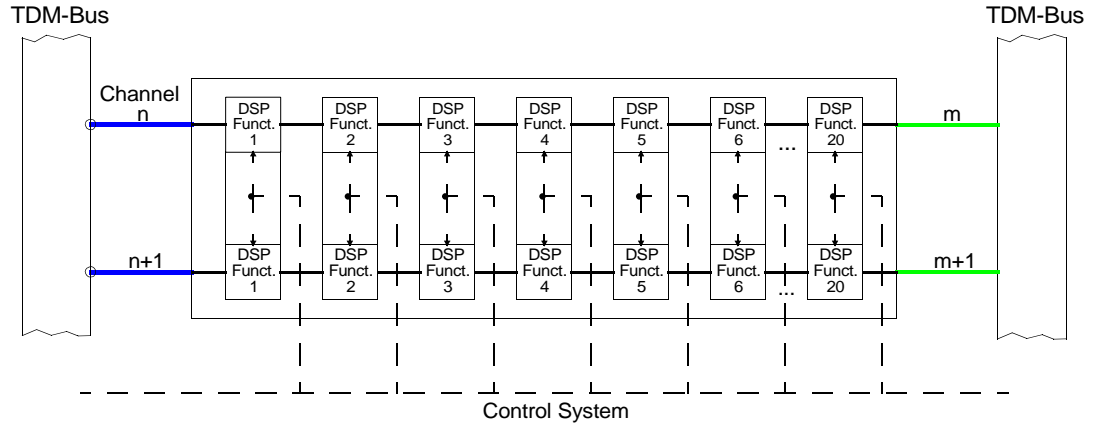 TDM-Bus
TDM-Bus
Channel
n
m
DSP
Funct.
1
DSP
Funct.
2
DSP
Funct.
3
DSP
Funct.
4
DSP
Funct.
5
DSP
Funct.
6
...
DSP
Funct.
20
n+1
m+1
DSP
Funct.
1
DSP
Funct.
2
DSP
Funct.
3
DSP
Funct.
4
DSP
Funct.
5
DSP
Funct.
6
...
DSP
Funct.
20
Control System